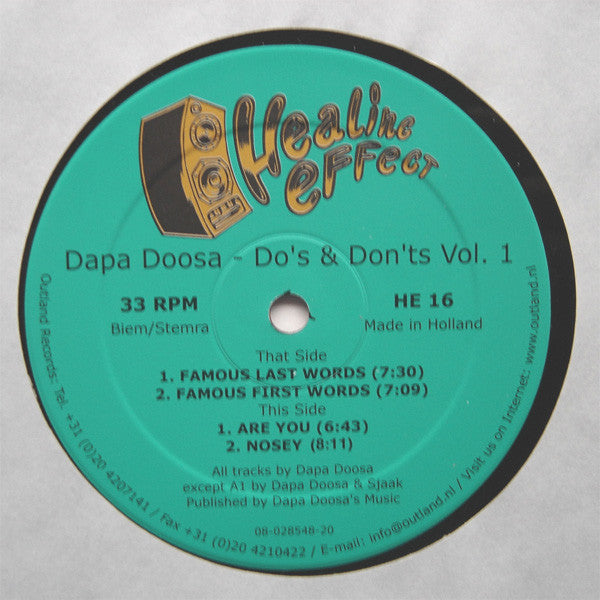 Healing
Effect
Dapa Doosa - Do's & Don'ts Vol. 1
33 RPM
HE 16
Biem/Stemra
Made in Holland
That Side
1. FAMOUS LAST WORDS (7:30)
2. FAMOUS FIRST WORDS (7:09)
This Side
1. ARE YOU (6:43)
2. NOSEY (8:11)
All tracks by Dapa Doosa
except A1 by Dapa Doosa & Sjaak
Published by Dapa Doosa's Music
08-028548-20
Outland Records: Tel. +31 (0)20 4207141 / Fax +31 (0)20 4210422 / E-mail: info@outland.nl / Visit us on Internet: www.outland.nl